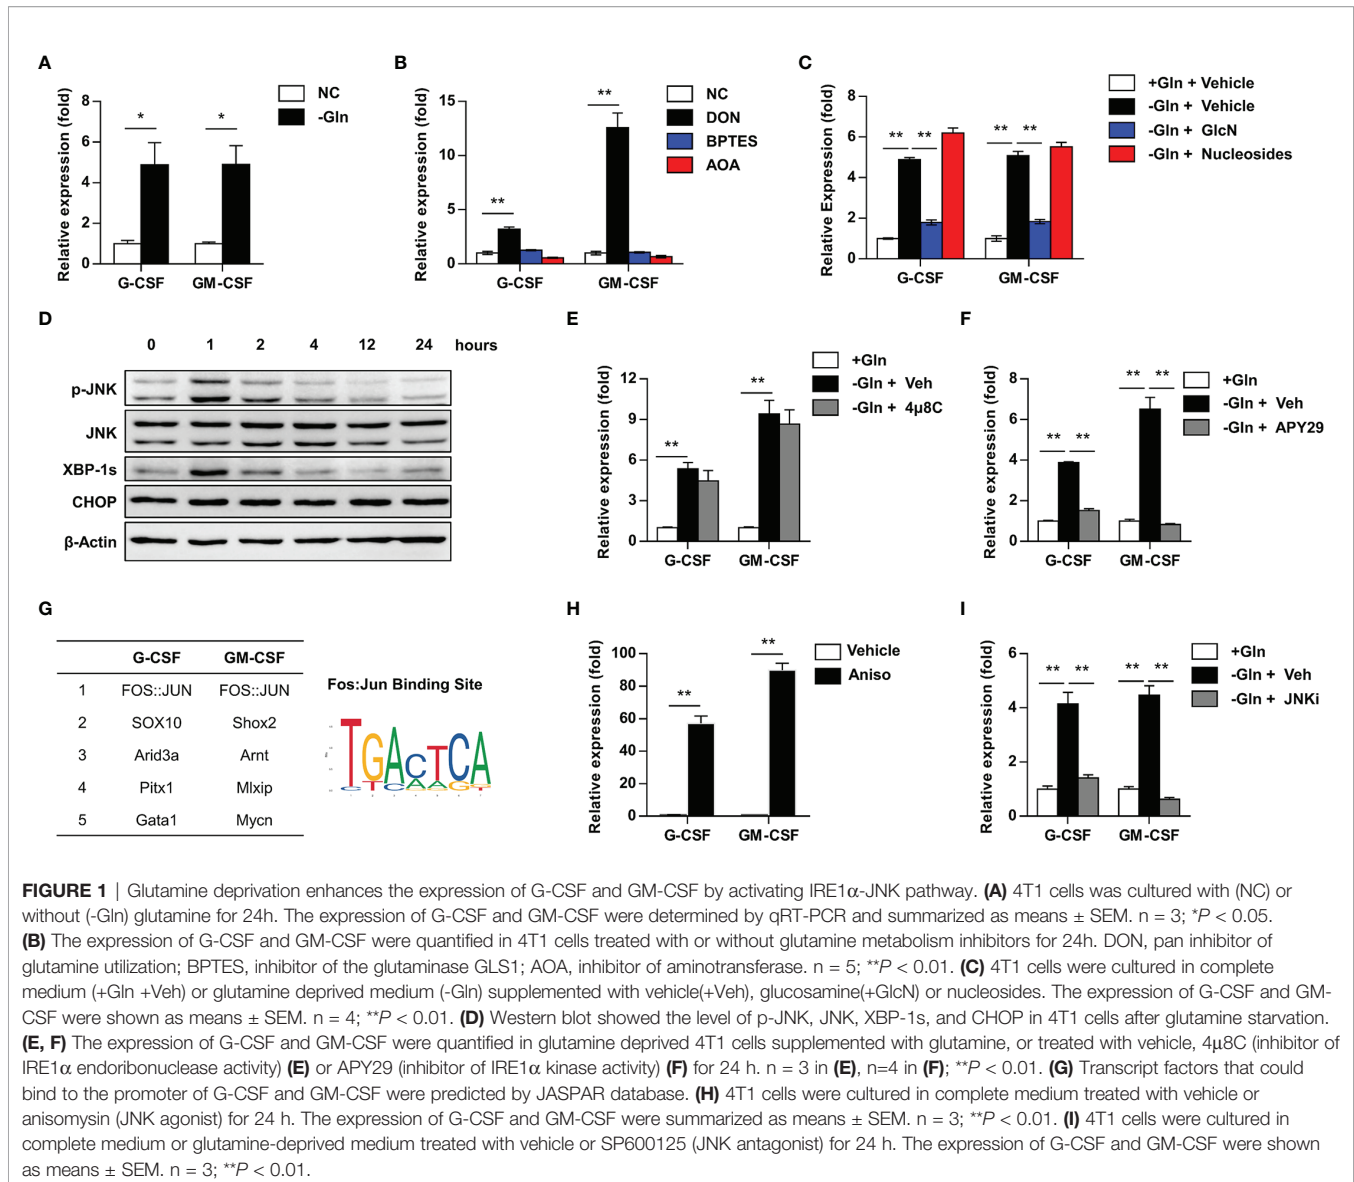 A
Relative expression (fold)
8
6
4
2
0
G-CSF GM-CSF
* *
NC
-Gln
B
Relative expression (fold)
15
10
5
0
G-CSF GM-CSF
** **
NC
DON
BPTES
AOA
C
Relative Expression (fold)
8
6
4
2
0
G-CSF GM-CSF
** ** ** **
+Gln + Vehicle
-Gln + Vehicle
-Gln + GlcN
-Gln + Nucleosides
D
0 1 2 4 12 24 hours
p-JNK
JNK
XBP-1s
CHOP
β-Actin
E
Relative expression (fold)
12
9
6
3
0
G-CSF GM-CSF
** **
+Gln
-Gln + Veh
-Gln + 4μ8C
F
Relative expression (fold)
8
6
4
2
0
G-CSF GM-CSF
** ** ** **
+Gln
-Gln + Veh
-Gln + APY29
G
G-CSF GM-CSF
1 FOS::JUN FOS::JUN
2 SOX10 Shox2
3 Arid3a Arnt
4 Pitx1 Mlxip
5 Gata1 Mycn
Fos:Jun Binding Site
TGACTCA
H
Relative expression (fold)
100
80
60
40
20
0
G-CSF GM-CSF
** **
Vehicle
Aniso
I
Relative expression (fold)
6
4
2
0
G-CSF GM-CSF
** ** ** **
+Gln
-Gln + Veh
-Gln + JNKi
FIGURE 1 | Glutamine deprivation enhances the expression of G-CSF and GM-CSF by activating IRE1α-JNK pathway. (A) 4T1 cells was cultured with (NC) or
without (-Gln) glutamine for 24h. The expression of G-CSF and GM-CSF were determined by qRT-PCR and summarized as means ± SEM. n = 3; *P < 0.05.
(B) The expression of G-CSF and GM-CSF were quantified in 4T1 cells treated with or without glutamine metabolism inhibitors for 24h. DON, pan inhibitor of
glutamine utilization; BPTES, inhibitor of the glutaminase GLS1; AOA, inhibitor of aminotransferase. n = 5; **P < 0.01. (C) 4T1 cells were cultured in complete
medium (+Gln +Veh) or glutamine deprived medium (-Gln) supplemented with vehicle(+Veh), glucosamine(+GlcN) or nucleosides. The expression of G-CSF and GM-
CSF were shown as means ± SEM. n = 4; **P < 0.01. (D) Western blot showed the level of p-JNK, JNK, XBP-1s, and CHOP in 4T1 cells after glutamine starvation.
(E, F) The expression of G-CSF and GM-CSF were quantified in glutamine deprived 4T1 cells supplemented with glutamine, or treated with vehicle, 4μ8C (inhibitor of
IRE1α endoribonuclease activity) (E) or APY29 (inhibitor of IRE1α kinase activity) (F) for 24 h. n = 3 in (E), n=4 in (F); **P < 0.01. (G) Transcript factors that could
bind to the promoter of G-CSF and GM-CSF were predicted by JASPAR database. (H) 4T1 cells were cultured in complete medium treated with vehicle or
anisomysin (JNK agonist) for 24 h. The expression of G-CSF and GM-CSF were summarized as means ± SEM. n = 3; **P < 0.01. (I) 4T1 cells were cultured in
complete medium or glutamine-deprived medium treated with vehicle or SP600125 (JNK antagonist) for 24 h. The expression of G-CSF and GM-CSF were shown
as means ± SEM. n = 3; **P < 0.01.